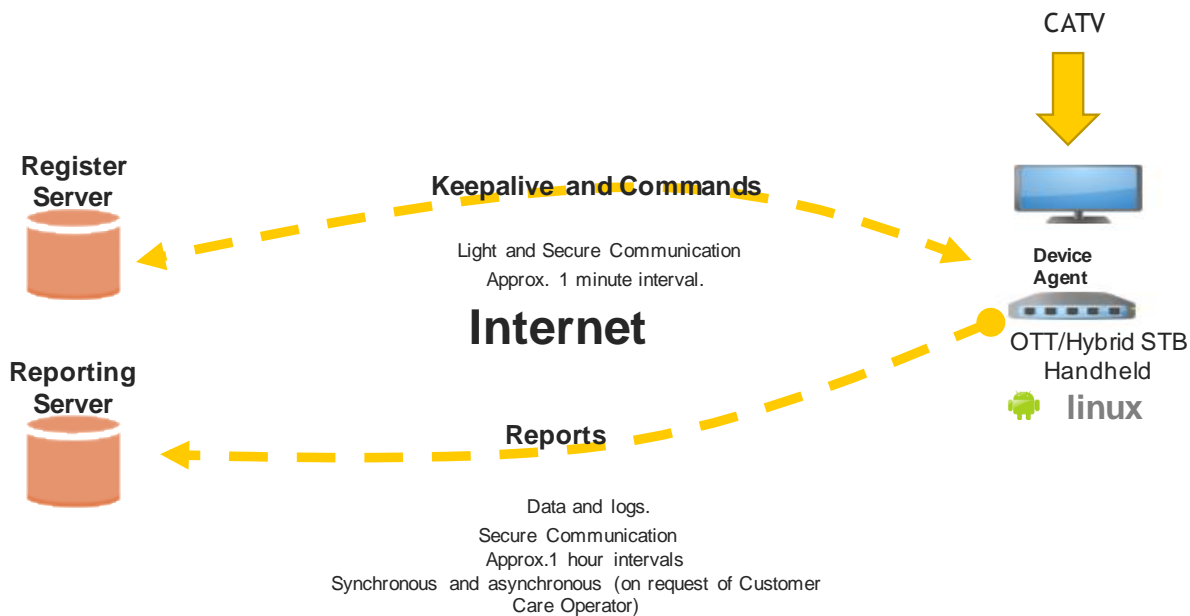 CATV
Register
Server
Keepalive and Commands
Light and Secure Communication
Approx. 1 minute interval.
Internet
Device
Agent
OTT/Hybrid STB
Handheld
linux
Reporting
Server
Reports
Data and logs.
Secure Communication
Approx.1 hour intervals
Synchronous and asynchronous (on request of Customer
Care Operator)